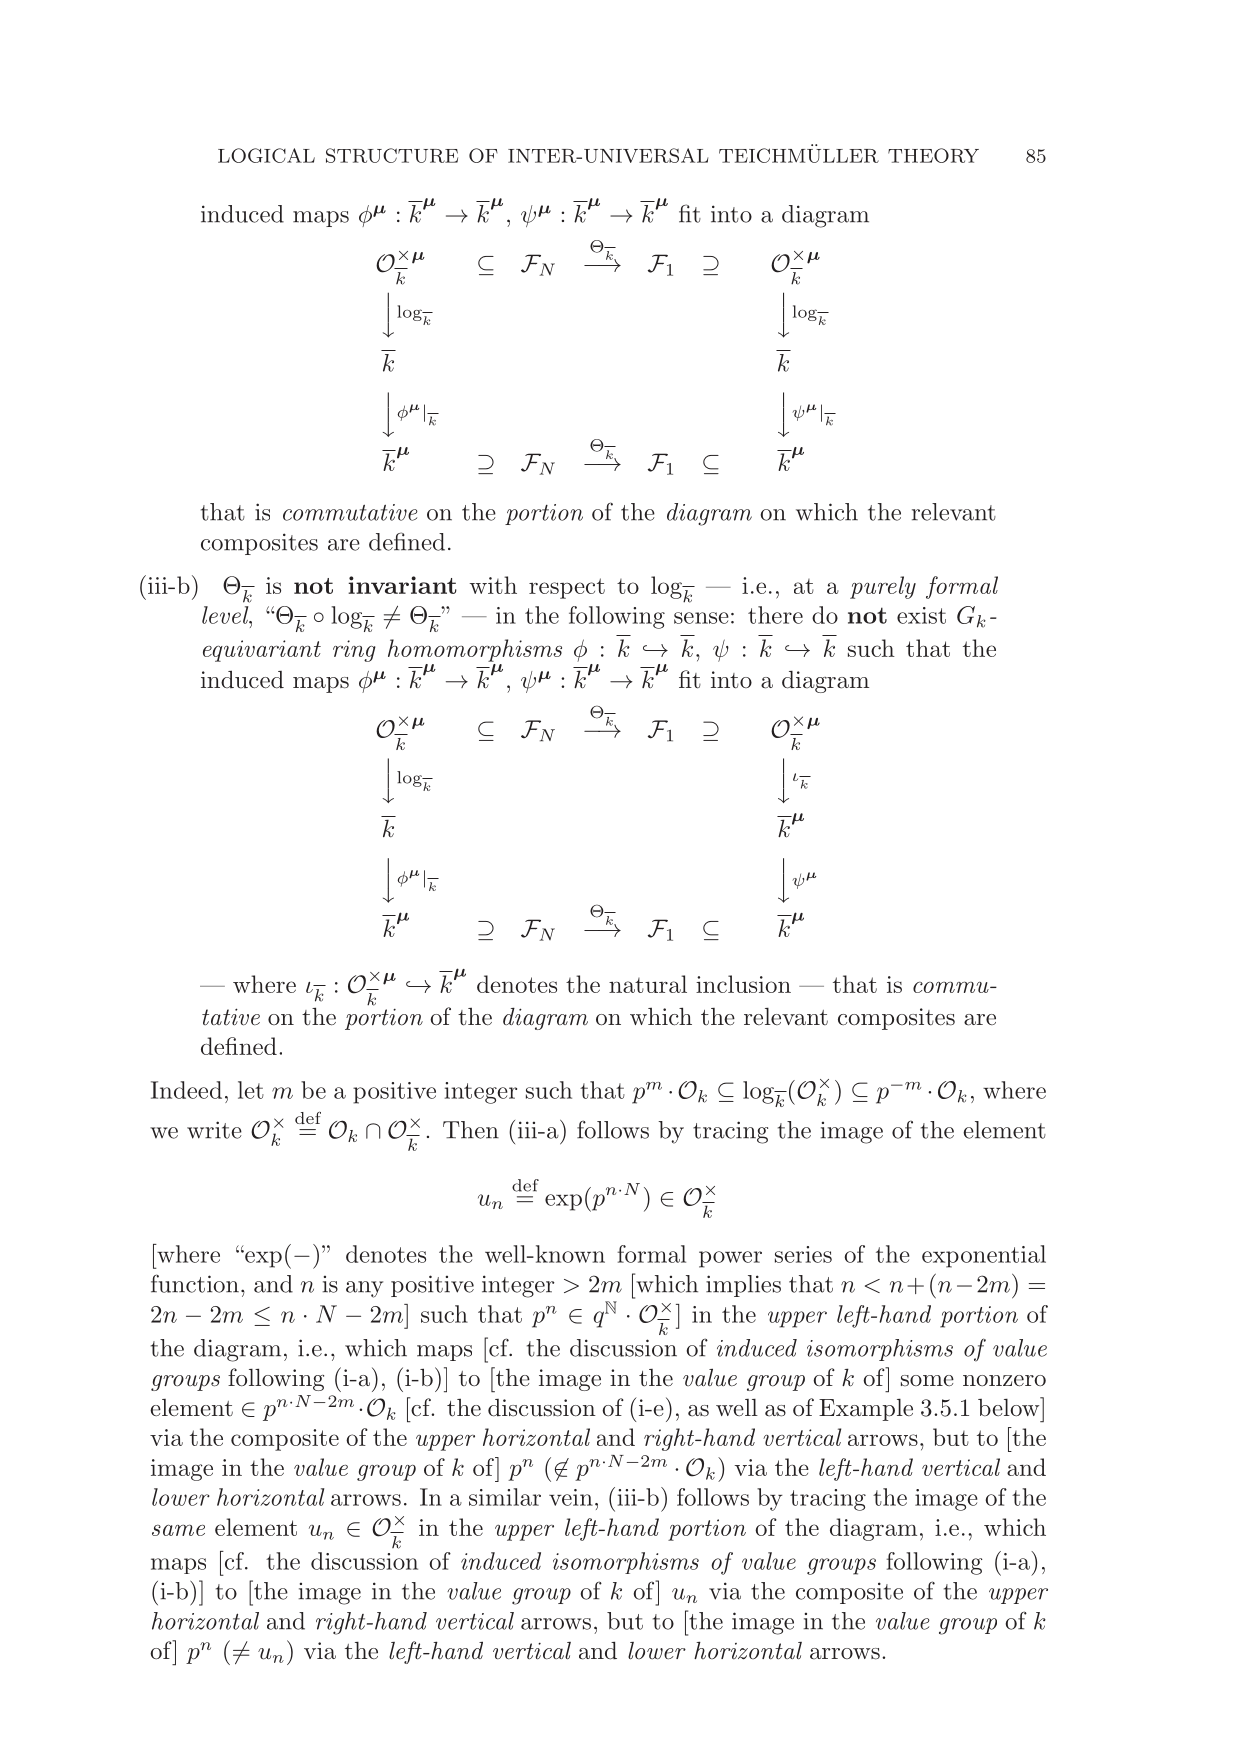 LOGICAL STRUCTURE OF INTER-UNIVERSAL TEICHMÜLLER THEORY 85
induced maps $\phi^{\boldsymbol{\mu}} : \overline{k}^{\boldsymbol{\mu}} \to \overline{k}^{\boldsymbol{\mu}}$, $\psi^{\boldsymbol{\mu}} : \overline{k}^{\boldsymbol{\mu}} \to \overline{k}^{\boldsymbol{\mu}}$ fit into a diagram
$\mathcal{O}_{\overline{k}}^{\times\boldsymbol{\mu}} \subseteq \mathcal{F}_N \xrightarrow{\Theta_{\overline{k}}} \mathcal{F}_1 \supseteq \mathcal{O}_{\overline{k}}^{\times\boldsymbol{\mu}}$
$\downarrow \log_{\overline{k}} \quad \downarrow \log_{\overline{k}}$
$\overline{k} \quad \overline{k}$
$\downarrow \phi^{\boldsymbol{\mu}}|_{\overline{k}} \quad \downarrow \psi^{\boldsymbol{\mu}}|_{\overline{k}}$
$\overline{k}^{\boldsymbol{\mu}} \supseteq \mathcal{F}_N \xrightarrow{\Theta_{\overline{k}}} \mathcal{F}_1 \subseteq \overline{k}^{\boldsymbol{\mu}}$
that is commutative on the portion of the diagram on which the relevant
composites are defined.
(iii-b) $\Theta_{\overline{k}}$ is not invariant with respect to $\log_{\overline{k}}$ — i.e., at a purely formal
level, “$\Theta_{\overline{k}} \circ \log_{\overline{k}} \neq \Theta_{\overline{k}}$” — in the following sense: there do not exist $G_k$-
equivariant ring homomorphisms $\phi : \overline{k} \hookrightarrow \overline{k}$, $\psi : \overline{k} \hookrightarrow \overline{k}$ such that the
induced maps $\phi^{\boldsymbol{\mu}} : \overline{k}^{\boldsymbol{\mu}} \to \overline{k}^{\boldsymbol{\mu}}$, $\psi^{\boldsymbol{\mu}} : \overline{k}^{\boldsymbol{\mu}} \to \overline{k}^{\boldsymbol{\mu}}$ fit into a diagram
$\mathcal{O}_{\overline{k}}^{\times\boldsymbol{\mu}} \subseteq \mathcal{F}_N \xrightarrow{\Theta_{\overline{k}}} \mathcal{F}_1 \supseteq \mathcal{O}_{\overline{k}}^{\times\boldsymbol{\mu}}$
$\downarrow \log_{\overline{k}} \quad \downarrow \iota_{\overline{k}}$
$\overline{k} \quad \overline{k}^{\boldsymbol{\mu}}$
$\downarrow \phi^{\boldsymbol{\mu}}|_{\overline{k}} \quad \downarrow \psi^{\boldsymbol{\mu}}$
$\overline{k}^{\boldsymbol{\mu}} \supseteq \mathcal{F}_N \xrightarrow{\Theta_{\overline{k}}} \mathcal{F}_1 \subseteq \overline{k}^{\boldsymbol{\mu}}$
— where $\iota_{\overline{k}} : \mathcal{O}_{\overline{k}}^{\times\boldsymbol{\mu}} \hookrightarrow \overline{k}^{\boldsymbol{\mu}}$ denotes the natural inclusion — that is commu-
tative on the portion of the diagram on which the relevant composites are
defined.
Indeed, let $m$ be a positive integer such that $p^m \cdot \mathcal{O}_k \subseteq \log_{\overline{k}}(\mathcal{O}_k^\times) \subseteq p^{-m} \cdot \mathcal{O}_k$, where
we write $\mathcal{O}_k^\times \stackrel{\text{def}}{=} \mathcal{O}_k \cap \mathcal{O}_{\overline{k}}^\times$. Then (iii-a) follows by tracing the image of the element
$u_n \stackrel{\text{def}}{=} \exp(p^{n \cdot N}) \in \mathcal{O}_{\overline{k}}^\times$
[where “exp(−)” denotes the well-known formal power series of the exponential
function, and $n$ is any positive integer $> 2m$ [which implies that $n < n+(n-2m) =$
$2n - 2m \leq n \cdot N - 2m$] such that $p^n \in q^{\mathbb{N}} \cdot \mathcal{O}_{\overline{k}}^\times$] in the upper left-hand portion of
the diagram, i.e., which maps [cf. the discussion of induced isomorphisms of value
groups following (i-a), (i-b)] to [the image in the value group of $k$ of] some nonzero
element $\in p^{n \cdot N-2m} \cdot \mathcal{O}_k$ [cf. the discussion of (i-e), as well as of Example 3.5.1 below]
via the composite of the upper horizontal and right-hand vertical arrows, but to [the
image in the value group of $k$ of] $p^n$ ($\notin p^{n \cdot N-2m} \cdot \mathcal{O}_k$) via the left-hand vertical and
lower horizontal arrows. In a similar vein, (iii-b) follows by tracing the image of the
same element $u_n \in \mathcal{O}_{\overline{k}}^\times$ in the upper left-hand portion of the diagram, i.e., which
maps [cf. the discussion of induced isomorphisms of value groups following (i-a),
(i-b)] to [the image in the value group of $k$ of] $u_n$ via the composite of the upper
horizontal and right-hand vertical arrows, but to [the image in the value group of $k$
of] $p^n$ ($\neq u_n$) via the left-hand vertical and lower horizontal arrows.